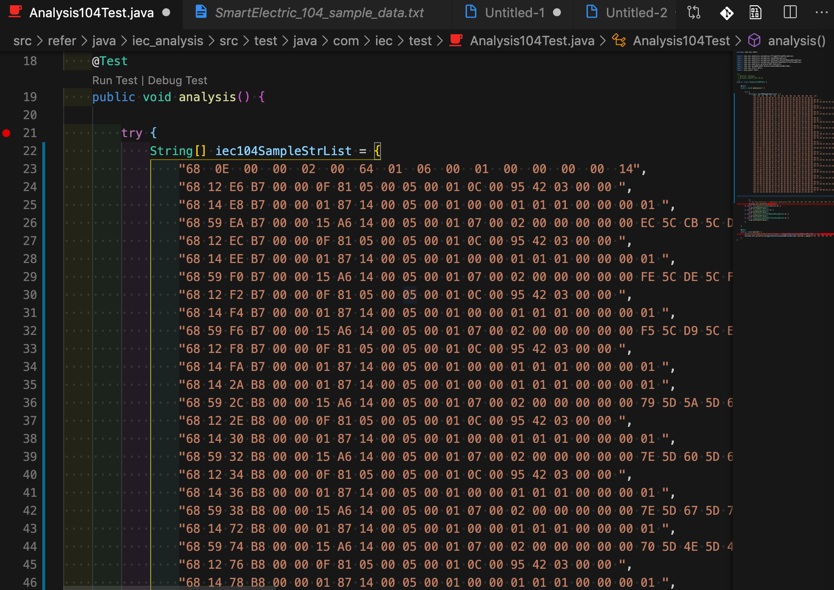 Analysis104Test.java
SmartElectric_104_sample_data.txt
Untitled-1
Untitled-2
src > refer > java > iec_analysis > src > test > java > com > iec > test > Analysis104Test.java > Analysis104Test > analysis()
18 @Test
Run Test | Debug Test
19 public void analysis() {
20
21 try {
22 String[] iec104SampleStrList = {
23 "68 0E 00 00 02 00 64 01 06 00 01 00 00 00 00 14",
24 "68 12 E6 B7 00 00 0F 81 05 00 05 00 01 0C 00 95 42 03 00 00 ",
25 "68 14 E8 B7 00 00 01 87 14 00 05 00 01 00 01 01 01 00 00 00 01 ",
26 "68 59 EA B7 00 00 15 A6 14 00 05 00 01 07 00 02 00 00 00 00 00 EC 5C CB 5C
27 "68 12 EC B7 00 00 0F 81 05 00 05 00 01 0C 00 95 42 03 00 00 ",
28 "68 14 EE B7 00 00 01 87 14 00 05 00 01 00 01 01 01 00 00 00 01 ",
29 "68 59 F0 B7 00 00 15 A6 14 00 05 00 01 07 00 02 00 00 00 00 00 FE 5C DE 5C
30 "68 12 F2 B7 00 00 0F 81 05 00 05 00 01 0C 00 95 42 03 00 00 ",
31 "68 14 F4 B7 00 00 01 87 14 00 05 00 01 00 01 01 01 00 00 00 01 ",
32 "68 59 F6 B7 00 00 15 A6 14 00 05 00 01 07 00 02 00 00 00 00 00 F5 5C D9 5C
33 "68 12 F8 B7 00 00 0F 81 05 00 05 00 01 0C 00 95 42 03 00 00 ",
34 "68 14 FA B7 00 00 01 87 14 00 05 00 01 00 01 01 01 00 00 00 01 ",
35 "68 14 2A B8 00 00 01 87 14 00 05 00 01 00 01 01 01 00 00 00 01 ",
36 "68 59 2C B8 00 00 15 A6 14 00 05 00 01 07 00 02 00 00 00 00 00 79 5D 5A 5D 6
37 "68 12 2E B8 00 00 0F 81 05 00 05 00 01 0C 00 95 42 03 00 00 ",
38 "68 14 30 B8 00 00 01 87 14 00 05 00 01 00 01 01 01 00 00 00 01 ",
39 "68 59 32 B8 00 00 15 A6 14 00 05 00 01 07 00 02 00 00 00 00 00 7E 5D 60 5D 6
40 "68 12 34 B8 00 00 0F 81 05 00 05 00 01 0C 00 95 42 03 00 00 ",
41 "68 14 36 B8 00 00 01 87 14 00 05 00 01 00 01 01 01 00 00 00 01 ",
42 "68 59 38 B8 00 00 15 A6 14 00 05 00 01 07 00 02 00 00 00 00 00 7E 5D 67 5D 7
43 "68 14 72 B8 00 00 01 87 14 00 05 00 01 00 01 01 01 00 00 00 01 ",
44 "68 59 74 B8 00 00 15 A6 14 00 05 00 01 07 00 02 00 00 00 00 00 70 5D 4E 5D 4
45 "68 12 76 B8 00 00 0F 81 05 00 05 00 01 0C 00 95 42 03 00 00 ",
46 "68 14 78 B8 00 00 01 87 14 00 05 00 01 00 01 01 01 00 00 00 01 ",